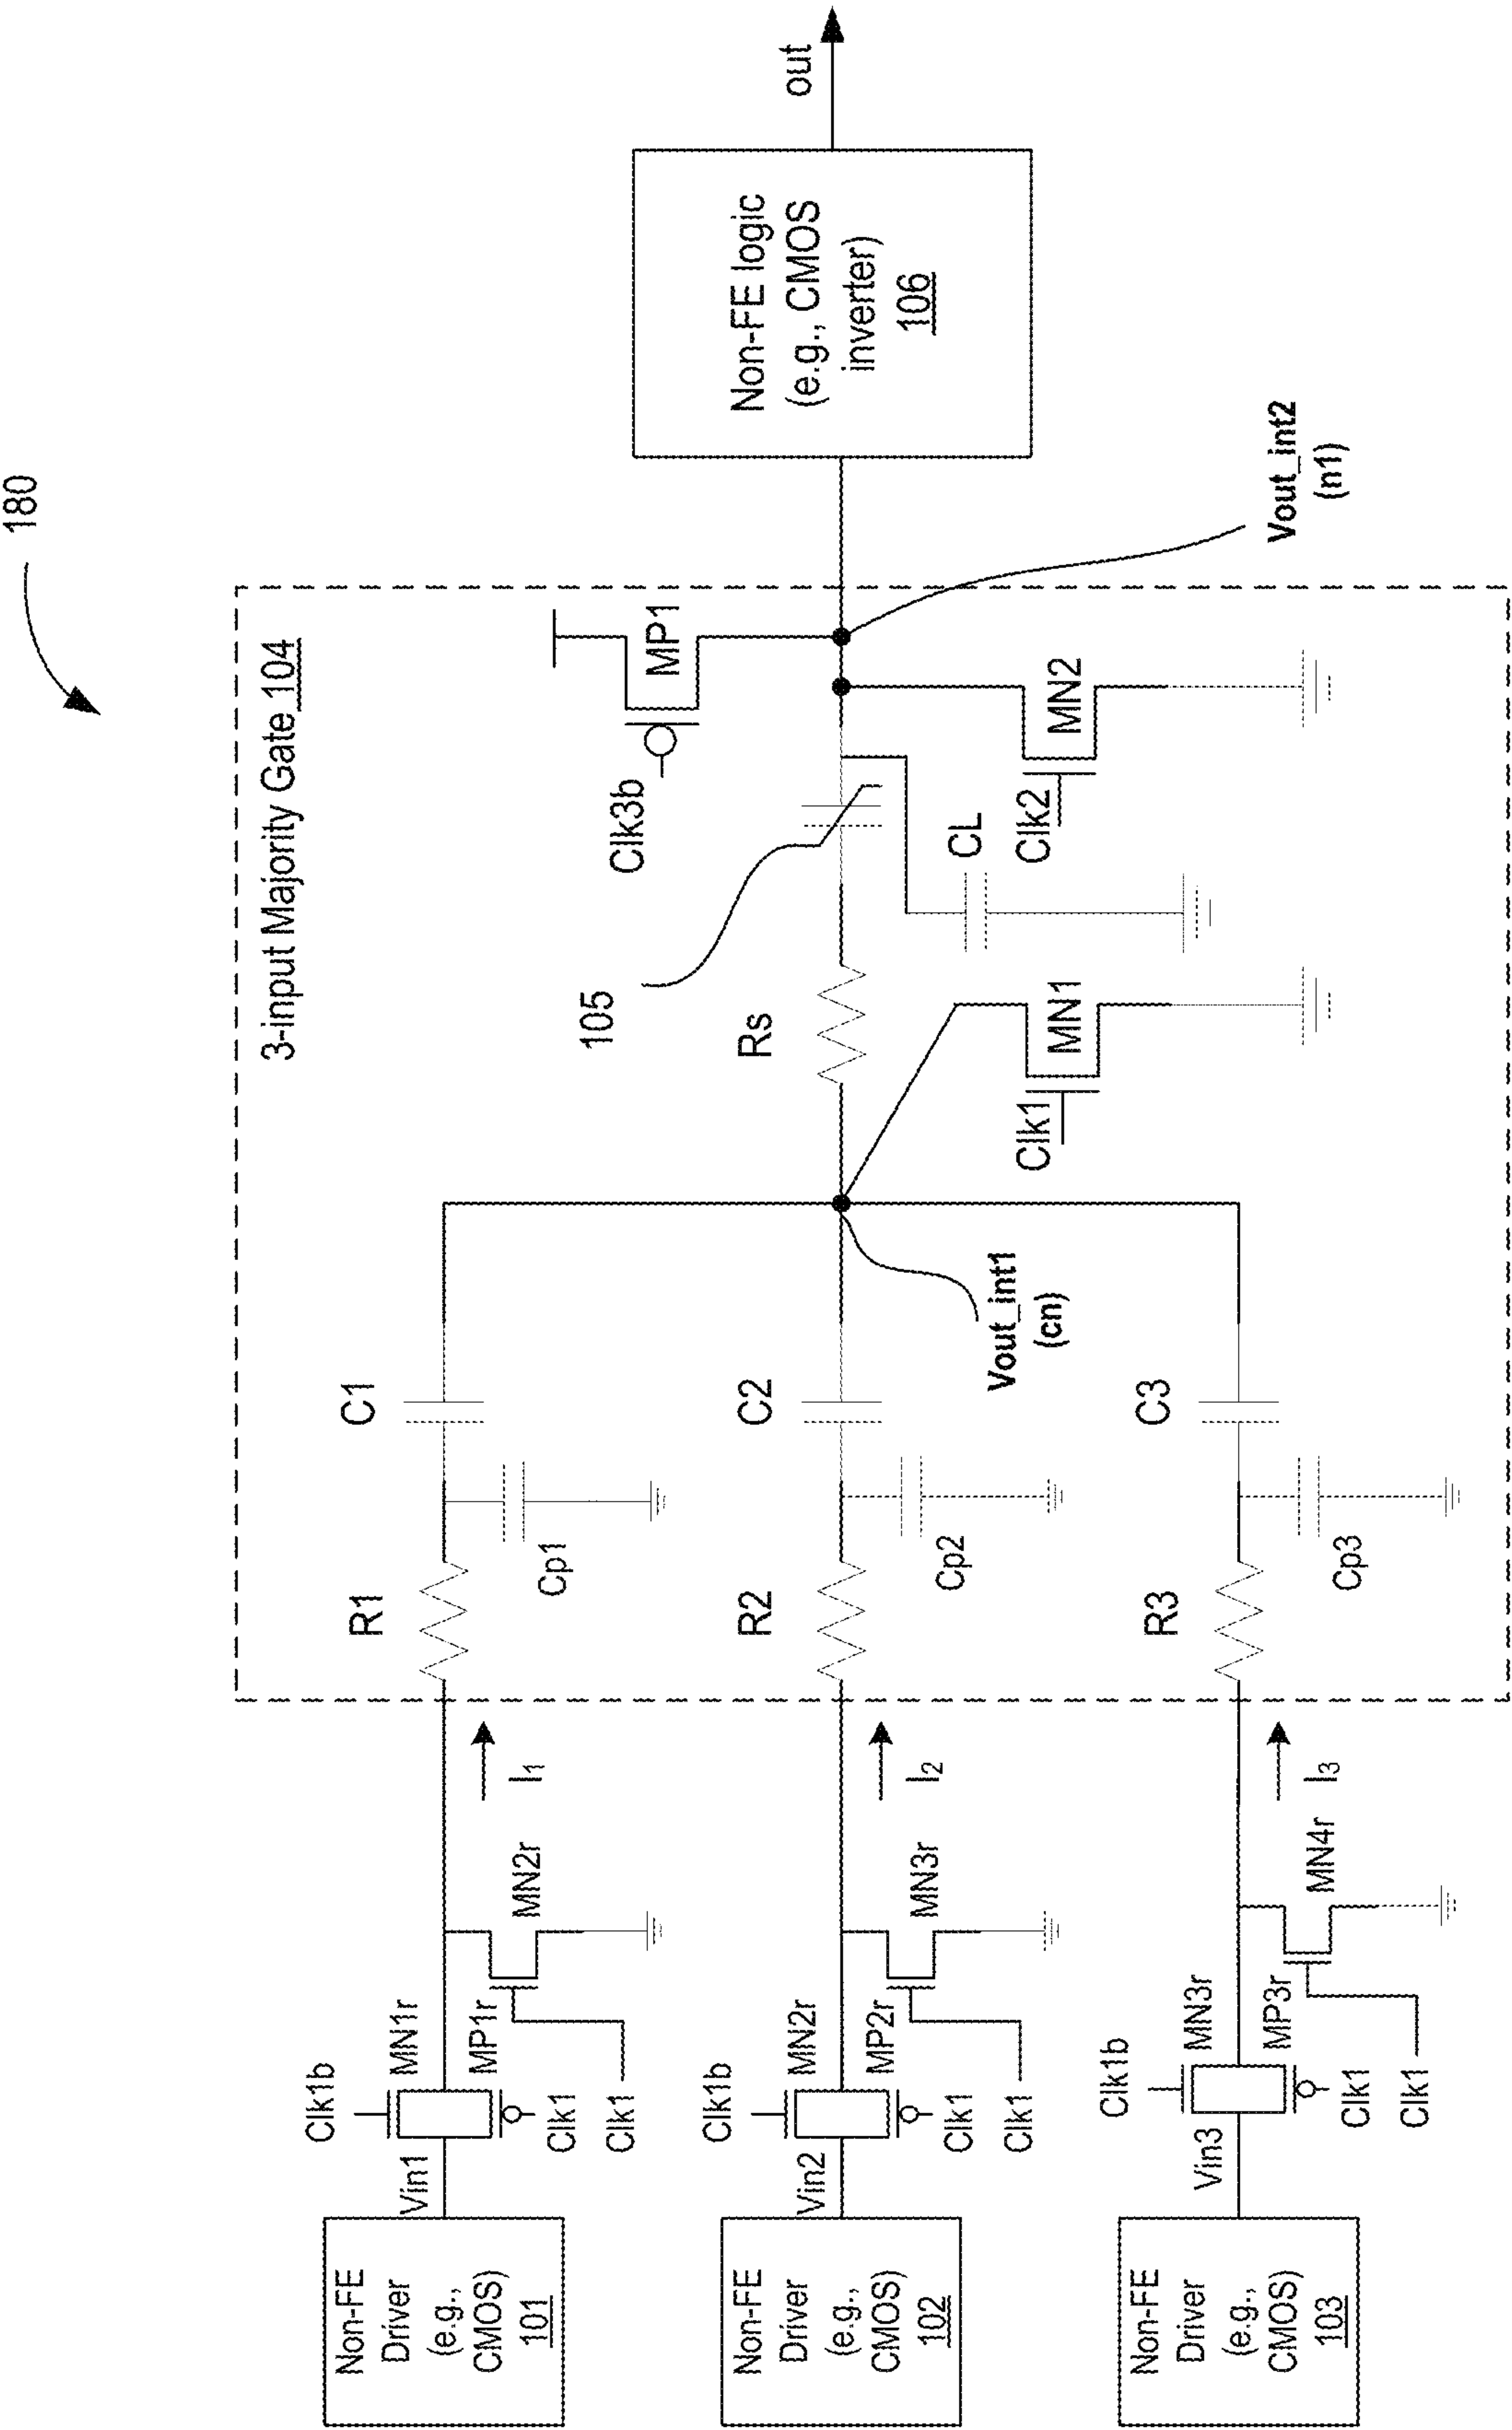 180
3-input Majority Gate 104
Non-FE
Driver
(e.g.,
CMOS)
101
Vin1
Clk1b
MN1r
MP1r
Clk1
Clk1
MN2r
I1
R1
Cp1
C1
Non-FE
Driver
(e.g.,
CMOS)
102
Vin2
Clk1b
MN2r
MP2r
Clk1
Clk1
MN3r
I2
R2
Cp2
C2
Non-FE
Driver
(e.g.,
CMOS)
103
Vin3
Clk1b
MN3r
MP3r
Clk1
Clk1
MN4r
I3
R3
Cp3
C3
Vout_int1
(cn)
Clk1
MN1
Rs
105
CL
Clk3b
MP1
Clk2
MN2
Vout_int2
(n1)
Non-FE logic
(e.g., CMOS
inverter)
106
out